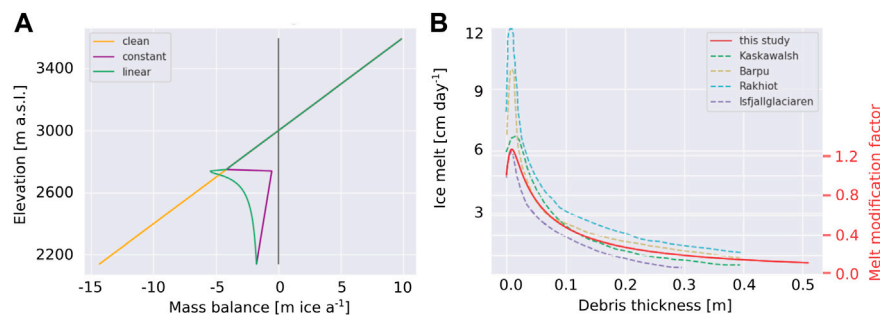 A
clean
constant
linear
3400
3000
2600
2200
Elevation [m a.s.l.]
-15
-10
-5
0
5
10
Mass balance [m ice a⁻¹]
B
this study
Kaskawalsh
Barpu
Rakhiot
Isfjallglaciaren
12
9
6
3
Ice melt [cm day⁻¹]
1.2
0.8
0.4
0.0
Melt modification factor
0.0
0.1
0.2
0.3
0.4
0.5
Debris thickness [m]